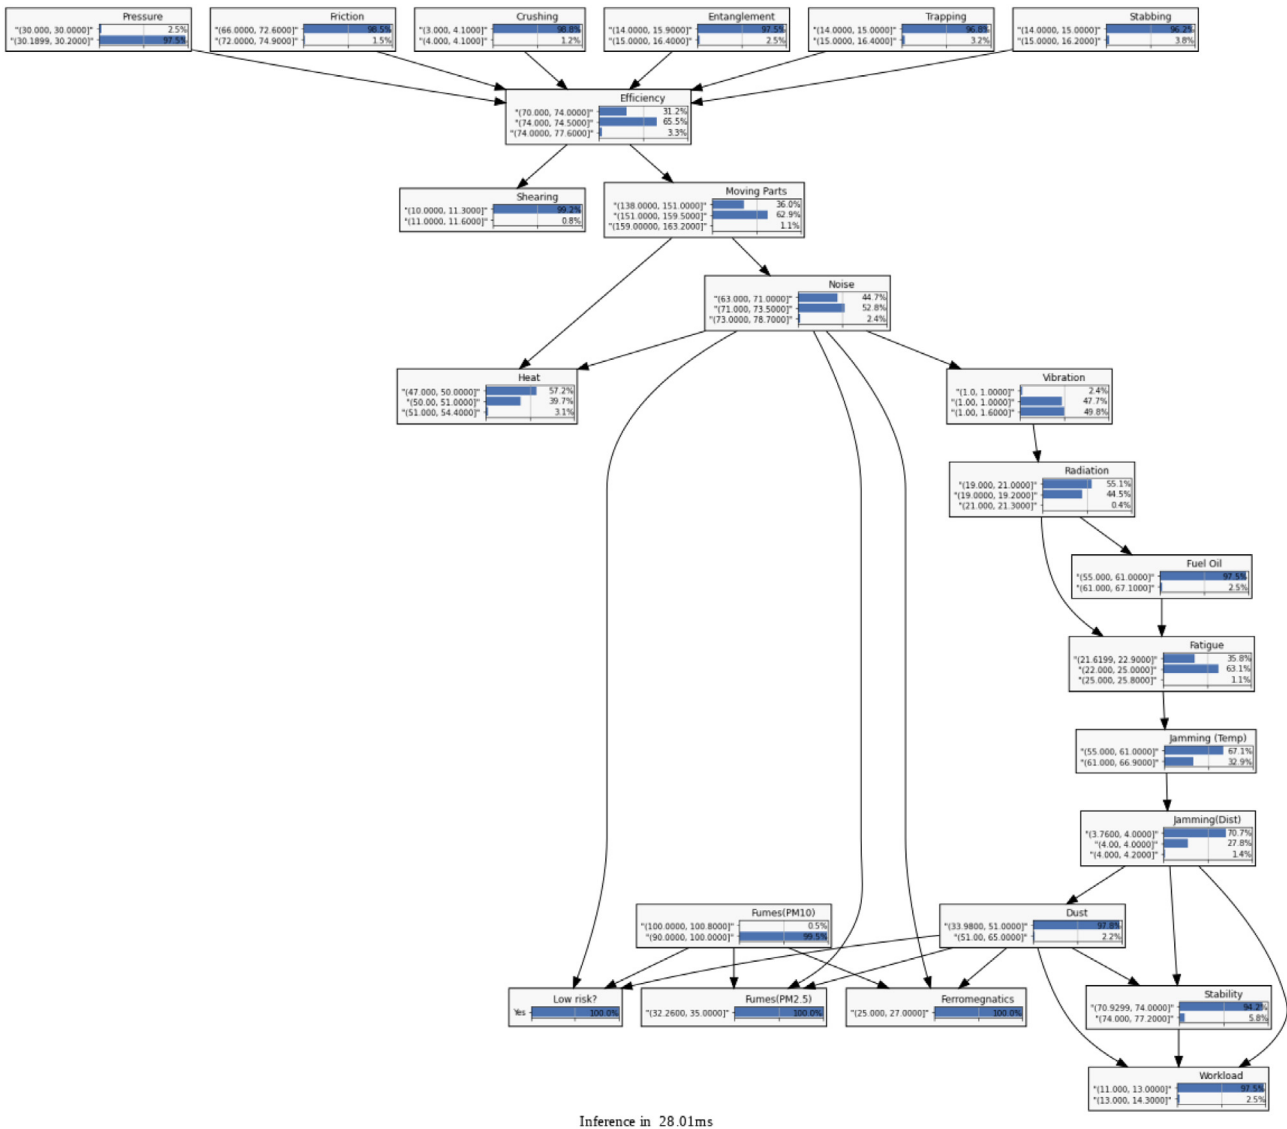 Pressure
"(30.000, 30.0000]" 2.5%
"(30.1899, 30.2000]" 97.5%
Friction
"(66.0000, 72.6000]" 98.5%
"(72.0000, 74.9000]" 1.5%
Crushing
"(3.000, 4.1000]" 98.8%
"(4.000, 4.1000]" 1.2%
Entanglement
"(14.0000, 15.9000]" 97.5%
"(15.0000, 16.4000]" 2.5%
Trapping
"(14.0000, 15.0000]" 96.8%
"(15.0000, 16.4000]" 3.2%
Stabbing
"(14.0000, 15.0000]" 96.2%
"(15.0000, 16.2000]" 3.8%
Efficiency
"(70.000, 74.0000]" 31.2%
"(74.000, 74.5000]" 65.5%
"(74.0000, 77.6000]" 3.3%
Shearing
"(10.0000, 11.3000]" 99.2%
"(11.0000, 11.6000]" 0.8%
Moving Parts
"(138.0000, 151.0000]" 36.0%
"(151.0000, 159.5000]" 62.9%
"(159.00000, 163.2000]" 1.1%
Noise
"(63.000, 71.0000]" 44.7%
"(71.000, 73.5000]" 52.8%
"(73.0000, 78.7000]" 2.4%
Heat
"(47.000, 50.0000]" 57.2%
"(50.00, 51.0000]" 39.7%
"(51.000, 54.4000]" 3.1%
Vibration
"(1.0, 1.0000]" 2.4%
"(1.00, 1.0000]" 47.7%
"(1.00, 1.6000]" 49.8%
Radiation
"(19.000, 21.0000]" 55.1%
"(19.0000, 19.2000]" 44.5%
"(21.000, 21.3000]" 0.4%
Fuel Oil
"(55.000, 61.0000]" 97.5%
"(61.000, 67.1000]" 2.5%
Fatigue
"(21.6199, 22.9000]" 35.8%
"(22.000, 25.0000]" 63.1%
"(25.000, 25.8000]" 1.1%
Jamming (Temp)
"(55.000, 61.0000]" 67.1%
"(61.000, 66.9000]" 32.9%
Jamming(Dist)
"(3.7600, 4.0000]" 70.7%
"(4.00, 4.0000]" 27.8%
"(4.000, 4.2000]" 1.4%
Fumes(PM10)
"(100.0000, 100.8000]" 0.5%
"(90.0000, 100.0000]" 99.5%
Dust
"(33.9800, 51.0000]" 97.8%
"(51.00, 65.0000]" 2.2%
Low risk?
Yes 100.0%
Fumes(PM2.5)
"(32.2600, 35.0000]" 100.0%
Ferromegnatics
"(25.000, 27.0000]" 100.0%
Stability
"(70.9299, 74.0000]" 94.2%
"(74.000, 77.2000]" 5.8%
Workload
"(11.000, 13.0000]" 97.5%
"(13.000, 14.3000]" 2.5%
Inference in 28.01ms